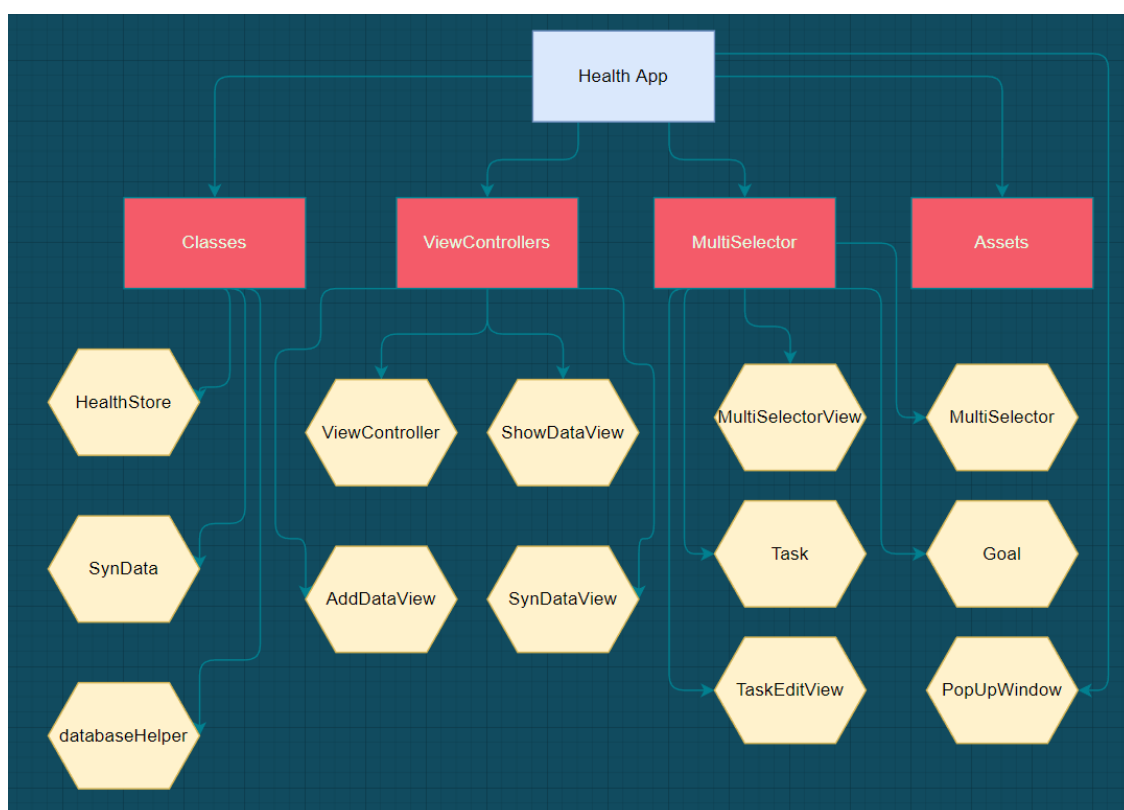 Health App
Classes
ViewControllers
MultiSelector
Assets
HealthStore
ViewController
ShowDataView
MultiSelectorView
MultiSelector
SynData
AddDataView
SynDataView
Task
Goal
databaseHelper
TaskEditView
PopUpWindow